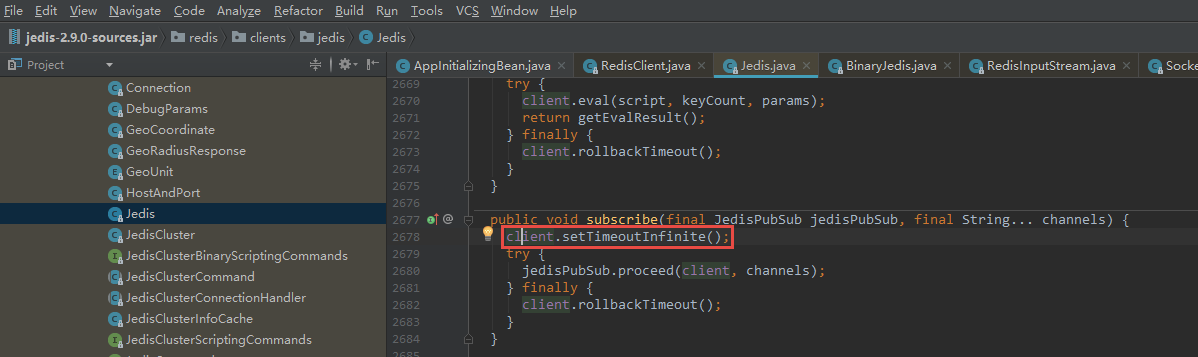 File Edit View Navigate Code Analyze Refactor Build Run Tools VCS Window Help
jedis-2.9.0-sources.jar redis clients jedis Jedis
Project
AppInitializingBean.java RedisClient.java Jedis.java BinaryJedis.java RedisInputStream.java Socke
Connection
DebugParams
GeoCoordinate
GeoRadiusResponse
GeoUnit
HostAndPort
Jedis
JedisCluster
JedisClusterBinaryScriptingCommands
JedisClusterCommand
JedisClusterConnectionHandler
JedisClusterInfoCache
JedisClusterScriptingCommands
2669 try {
2670 client.eval(script, keyCount, params);
2671 return getEvalResult();
2672 } finally {
2673 client.rollbackTimeout();
2674 }
2675 }
2676
2677 @ public void subscribe(final JedisPubSub jedisPubSub, final String... channels) {
2678 client.setTimeoutInfinite();
2679 try {
2680 jedisPubSub.proceed(client, channels);
2681 } finally {
2682 client.rollbackTimeout();
2683 }
2684 }
2685